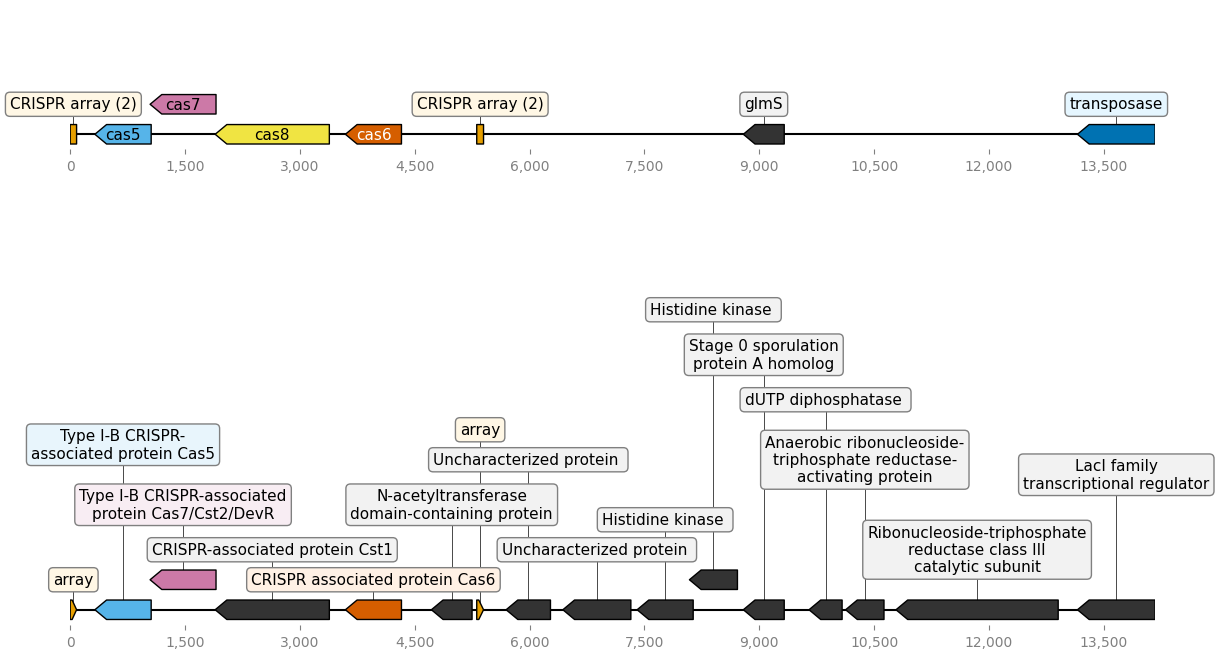 CRISPR array (2)
cas7
CRISPR array (2)
glmS
transposase
cas5
cas8
cas6
0
1,500
3,000
4,500
6,000
7,500
9,000
10,500
12,000
13,500
Histidine kinase
Stage 0 sporulation
protein A homolog
dUTP diphosphatase
array
Type I-B CRISPR-
associated protein Cas5
Uncharacterized protein
Anaerobic ribonucleoside-
triphosphate reductase-
activating protein
LacI family
transcriptional regulator
Type I-B CRISPR-associated
protein Cas7/Cst2/DevR
N-acetyltransferase
domain-containing protein
Histidine kinase
CRISPR-associated protein Cst1
Uncharacterized protein
Ribonucleoside-triphosphate
reductase class III
catalytic subunit
array
CRISPR associated protein Cas6
0
1,500
3,000
4,500
6,000
7,500
9,000
10,500
12,000
13,500